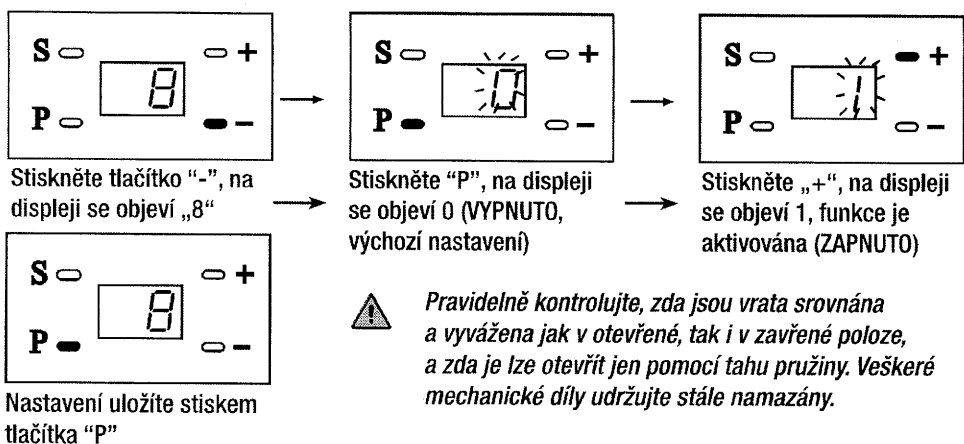 S +
8
P -
Stiskněte tlačítko “-”, na
displeji se objeví „8“
S +
0
P -
Stiskněte “P”, na displeji
se objeví 0 (VYPNUTO,
výchozí nastavení)
S +
1
P -
Stiskněte „+“, na displeji
se objeví 1, funkce je
aktivována (ZAPNUTO)
S +
8
P -
Nastavení uložíte stiskem
tlačítka “P”
Pravidelně kontrolujte, zda jsou vrata srovnána
a vyvážena jak v otevřené, tak i v zavřené poloze,
a zda je lze otevřít jen pomocí tahu pružiny. Veškeré
mechanické díly udržujte stále namazány.